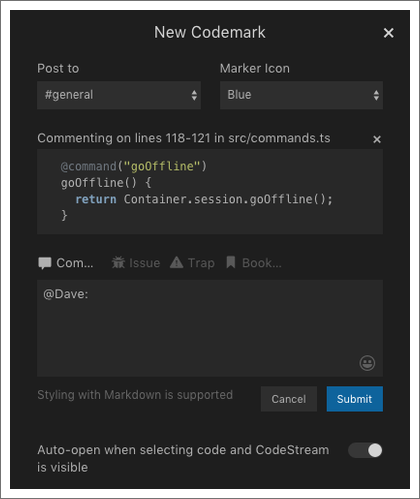 New Codemark ×
Post to Marker Icon
#general Blue
Commenting on lines 118-121 in src/commands.ts ×
@command("goOffline")
goOffline() {
return Container.session.goOffline();
}
Com... Issue Trap Book...
@Dave:
Styling with Markdown is supported Cancel Submit
Auto-open when selecting code and CodeStream
is visible